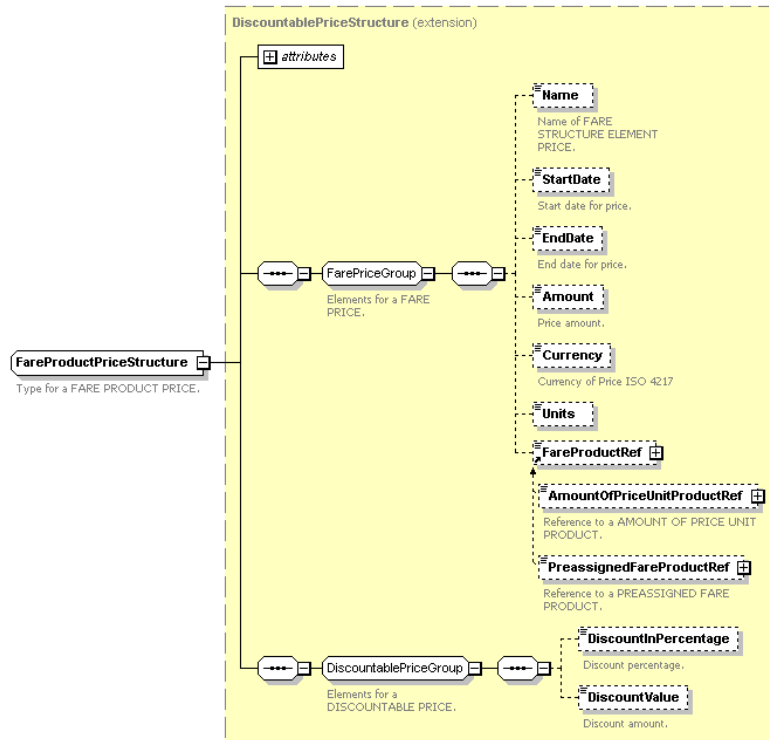 DiscountablePriceStructure (extension)
attributes
Name
Name of FARE
STRUCTURE ELEMENT
PRICE.
StartDate
Start date for price.
EndDate
End date for price.
FarePriceGroup
Elements for a FARE
PRICE.
Amount
Price amount.
FareProductPriceStructure
Type for a FARE PRODUCT PRICE.
Currency
Currency of Price ISO 4217
Units
FareProductRef
AmountOfPriceUnitProductRef
Reference to a AMOUNT OF PRICE UNIT
PRODUCT.
PreassignedFareProductRef
Reference to a PREASSIGNED FARE
PRODUCT.
DiscountablePriceGroup
Elements for a
DISCOUNTABLE PRICE.
DiscountInPercentage
Discount percentage.
DiscountValue
Discount amount.